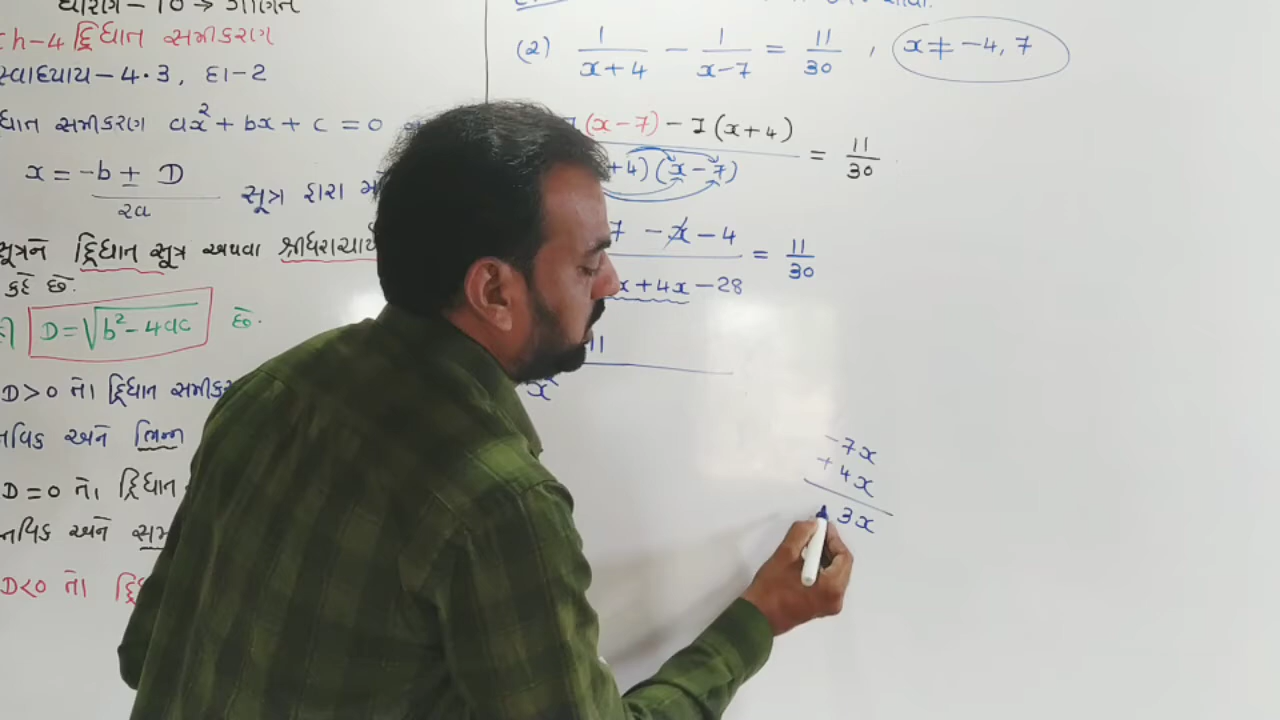 ધોરણ - 10 → ગણિત
ch-4 દ્વિઘાત સમીકરણ
સ્વાધ્યાય - 4.3, દા-2
ઘાત સમીકરણ ax² + bx + c = 0
x = -b ± D / 2a સૂત્ર દ્વારા
સૂત્રને દ્વિઘાત સૂત્ર અથવા શ્રીધરાચાર્ય
કહે છે.
D = √b² - 4ac છે.
D > 0 તો દ્વિઘાત સમીકર
અને ભિન્ન
D = 0 તો દ્વિઘાત
અને સમ
D < 0 તો
(2) 1/x+4 - 1/x-7 = 11/30 , x ≠ -4, 7
(x-7) - 1(x+4) / +4)(x-7) = 11/30
7 - x - 4 / x + 4x - 28 = 11/30
11 / x²
-7x
+4x
3x